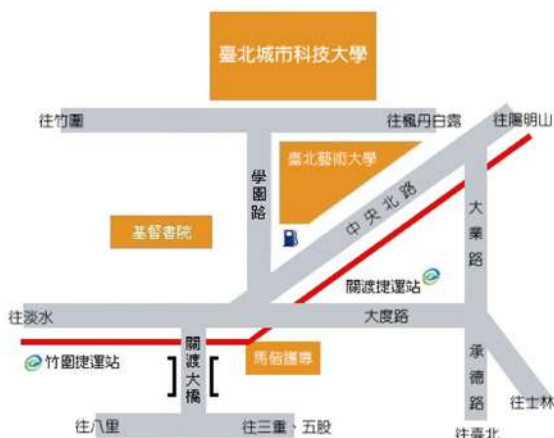 臺北城市科技大學
往竹圍
往楓丹白露
往陽明山
臺北藝術大學
學園路
中央北路
大業路
基督書院
關渡捷運站
往淡水
大度路
竹圍捷運站
關渡大橋
馬偕護專
承德路
往士林
往八里
往三重、五股
往臺北